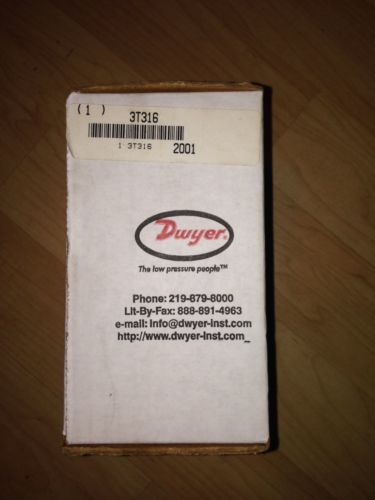 (1) 3T316
1 3T316 2001
Dwyer®
The low pressure people™
Phone: 219-879-8000
Lit-By-Fax: 888-891-4963
e-mail: info@dwyer-inst.com
http://www.dwyer-inst.com_